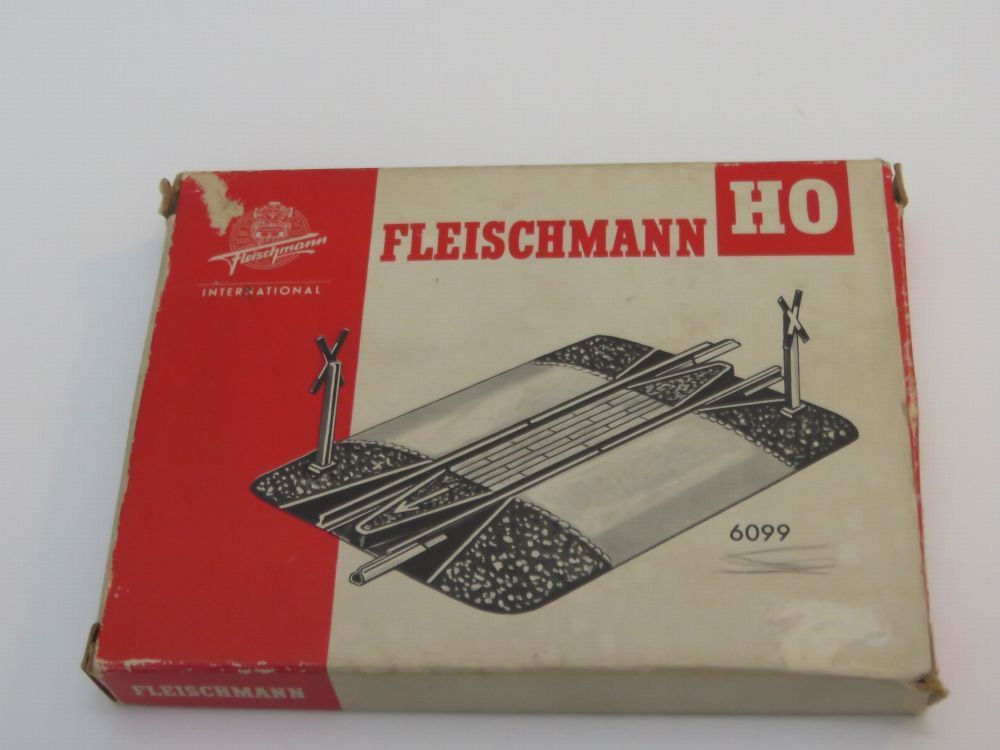 Fleischmann
INTERNATIONAL
FLEISCHMANN
HO
6099
FLEISCHMANN